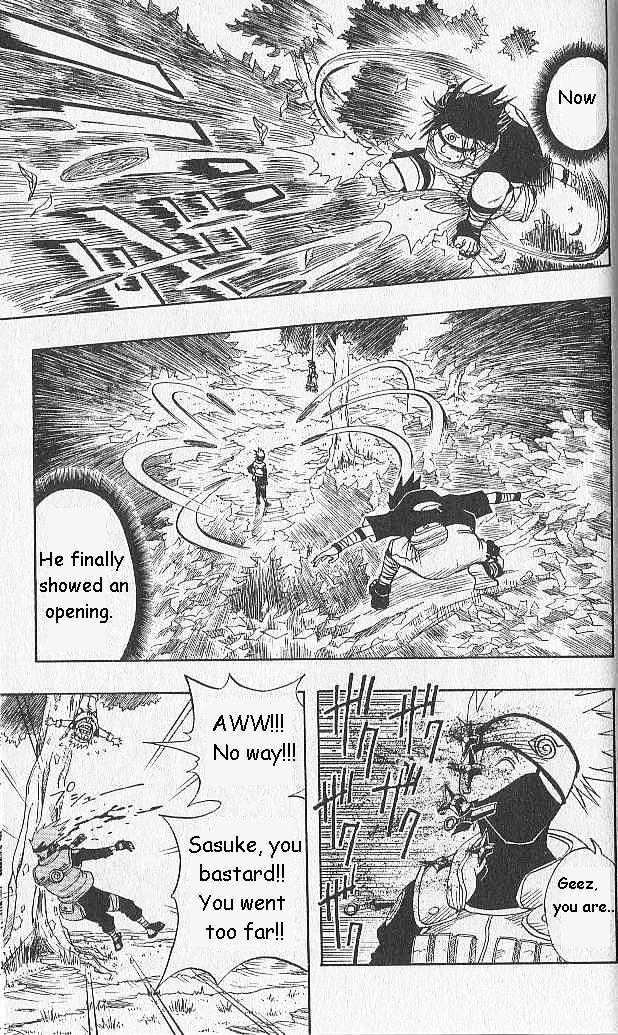 Now
He finally
showed an
opening.
Geez,
you are..
AWW!!!
No way!!!
Sasuke, you
bastard!!
You went
too far!!